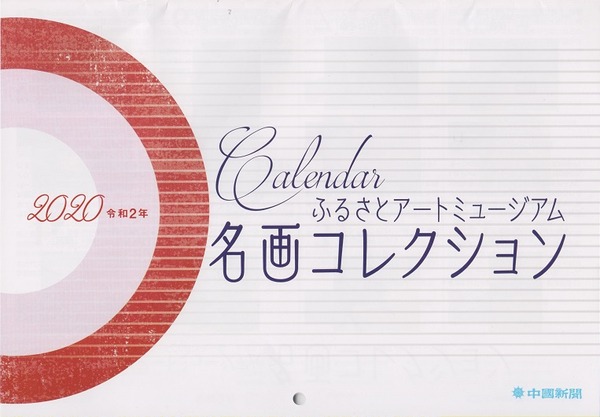 Calendar
ふるさとアートミュージアム
2020 令和2年
名画コレクション
中國新聞